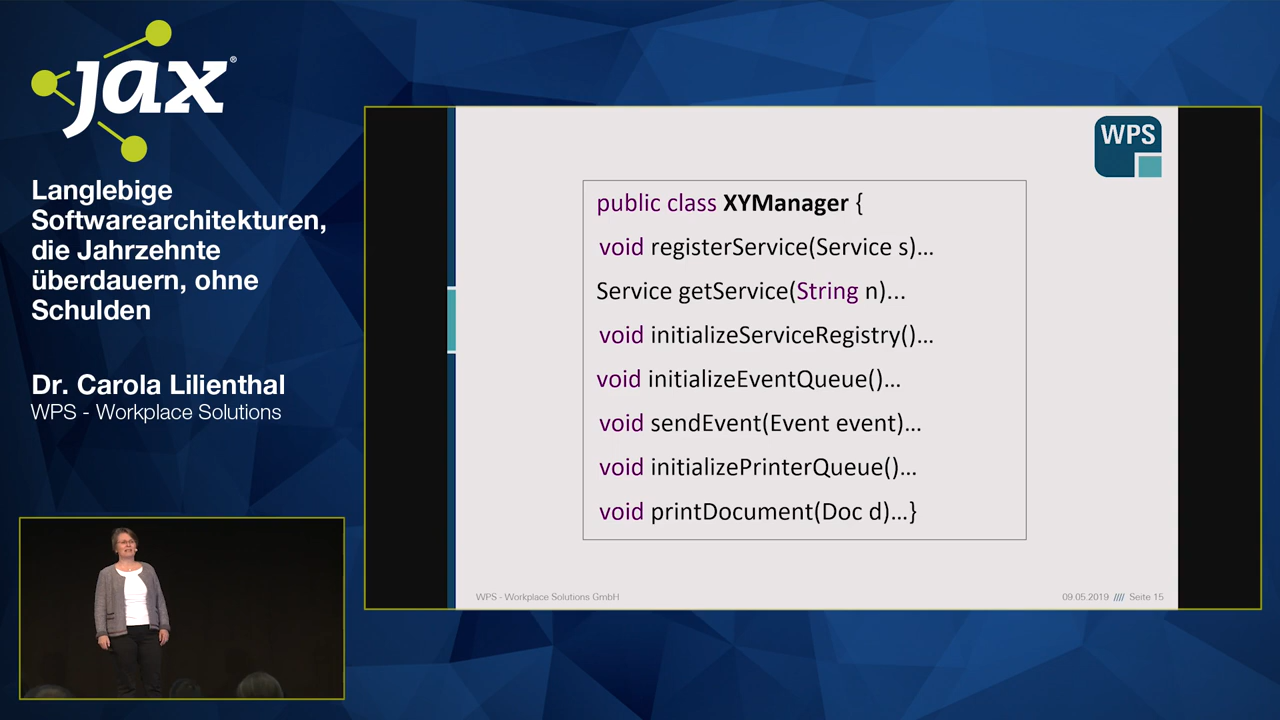 jax®
Langlebige
Softwarearchitekturen,
die Jahrzehnte
überdauern, ohne
Schulden
Dr. Carola Lilienthal
WPS - Workplace Solutions
WPS
public class XYManager {
void registerService(Service s)...
Service getService(String n)...
void initializeServiceRegistry()...
void initializeEventQueue()...
void sendEvent(Event event)...
void initializePrinterQueue()...
void printDocument(Doc d)...}
WPS - Workplace Solutions GmbH
09.05.2019 //// Seite 15